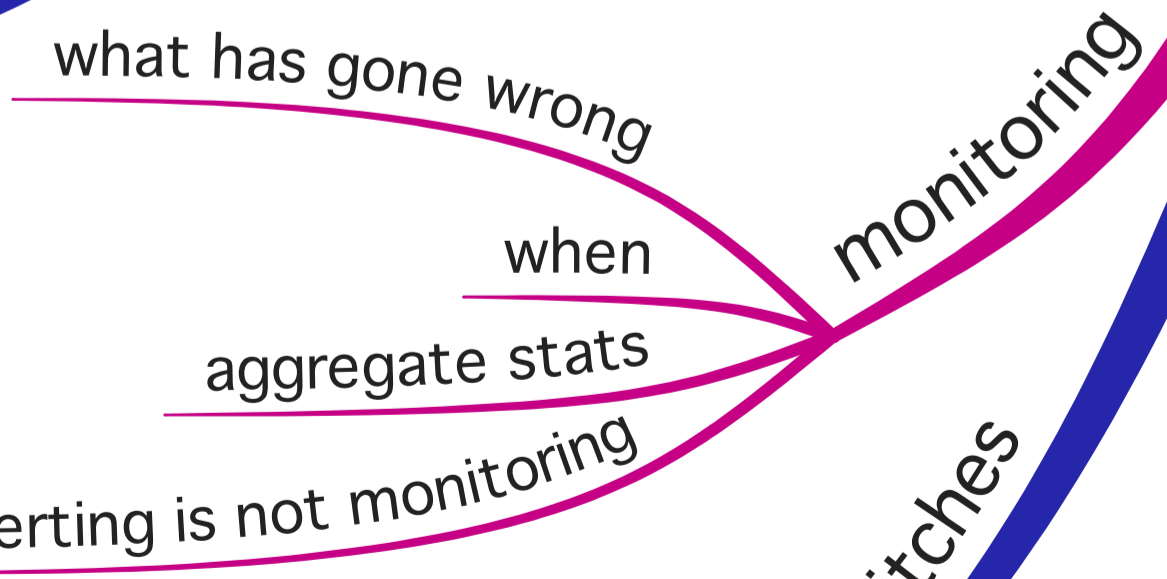 what has gone wrong
monitoring
when
aggregate stats
erting is not monitoring
itches